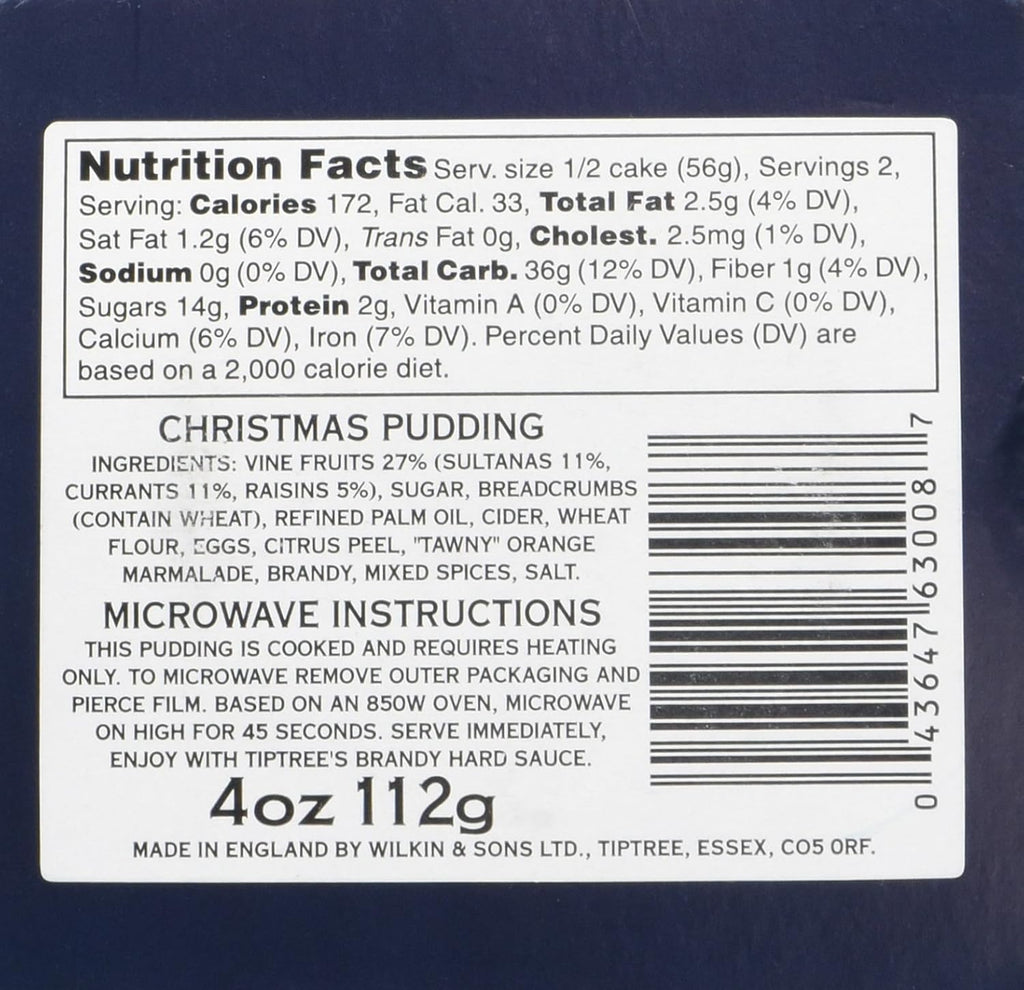 Nutrition Facts Serv. size 1/2 cake (56g), Servings 2,
Serving: Calories 172, Fat Cal. 33, Total Fat 2.5g (4% DV),
Sat Fat 1.2g (6% DV), Trans Fat 0g, Cholest. 2.5mg (1% DV),
Sodium 0g (0% DV), Total Carb. 36g (12% DV), Fiber 1g (4% DV),
Sugars 14g, Protein 2g, Vitamin A (0% DV), Vitamin C (0% DV),
Calcium (6% DV), Iron (7% DV). Percent Daily Values (DV) are
based on a 2,000 calorie diet.
CHRISTMAS PUDDING
INGREDIENTS: VINE FRUITS 27% (SULTANAS 11%,
CURRANTS 11%, RAISINS 5%), SUGAR, BREADCRUMBS
(CONTAIN WHEAT), REFINED PALM OIL, CIDER, WHEAT
FLOUR, EGGS, CITRUS PEEL, "TAWNY" ORANGE
MARMALADE, BRANDY, MIXED SPICES, SALT.
MICROWAVE INSTRUCTIONS
THIS PUDDING IS COOKED AND REQUIRES HEATING
ONLY. TO MICROWAVE REMOVE OUTER PACKAGING AND
PIERCE FILM. BASED ON AN 850W OVEN, MICROWAVE
ON HIGH FOR 45 SECONDS. SERVE IMMEDIATELY,
ENJOY WITH TIPTREE'S BRANDY HARD SAUCE.
4oz 112g
MADE IN ENGLAND BY WILKIN & SONS LTD., TIPTREE, ESSEX, CO5 0RF.
0 43647 63008 7